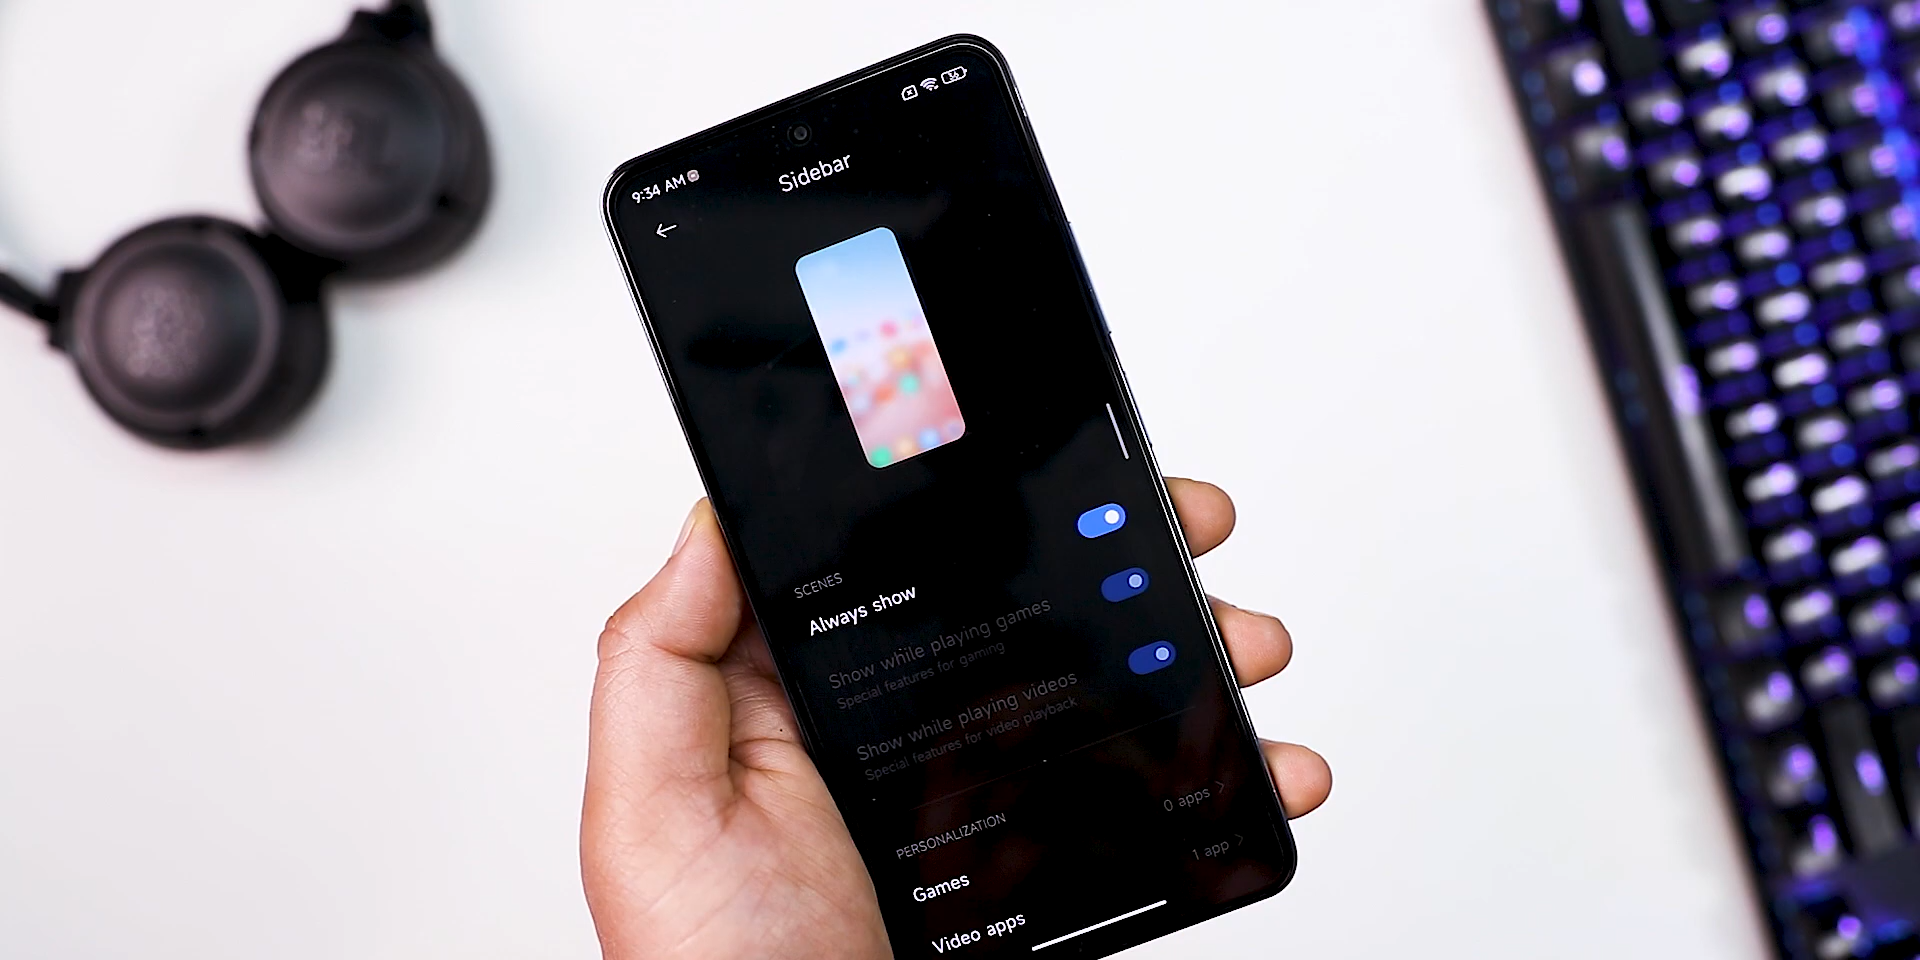 9:34 AM
36
Sidebar
SCENES
Always show
Show while playing games
Special features for gaming
Show while playing videos
Special features for video playback
PERSONALIZATION
Games
0 apps
Video apps
1 app